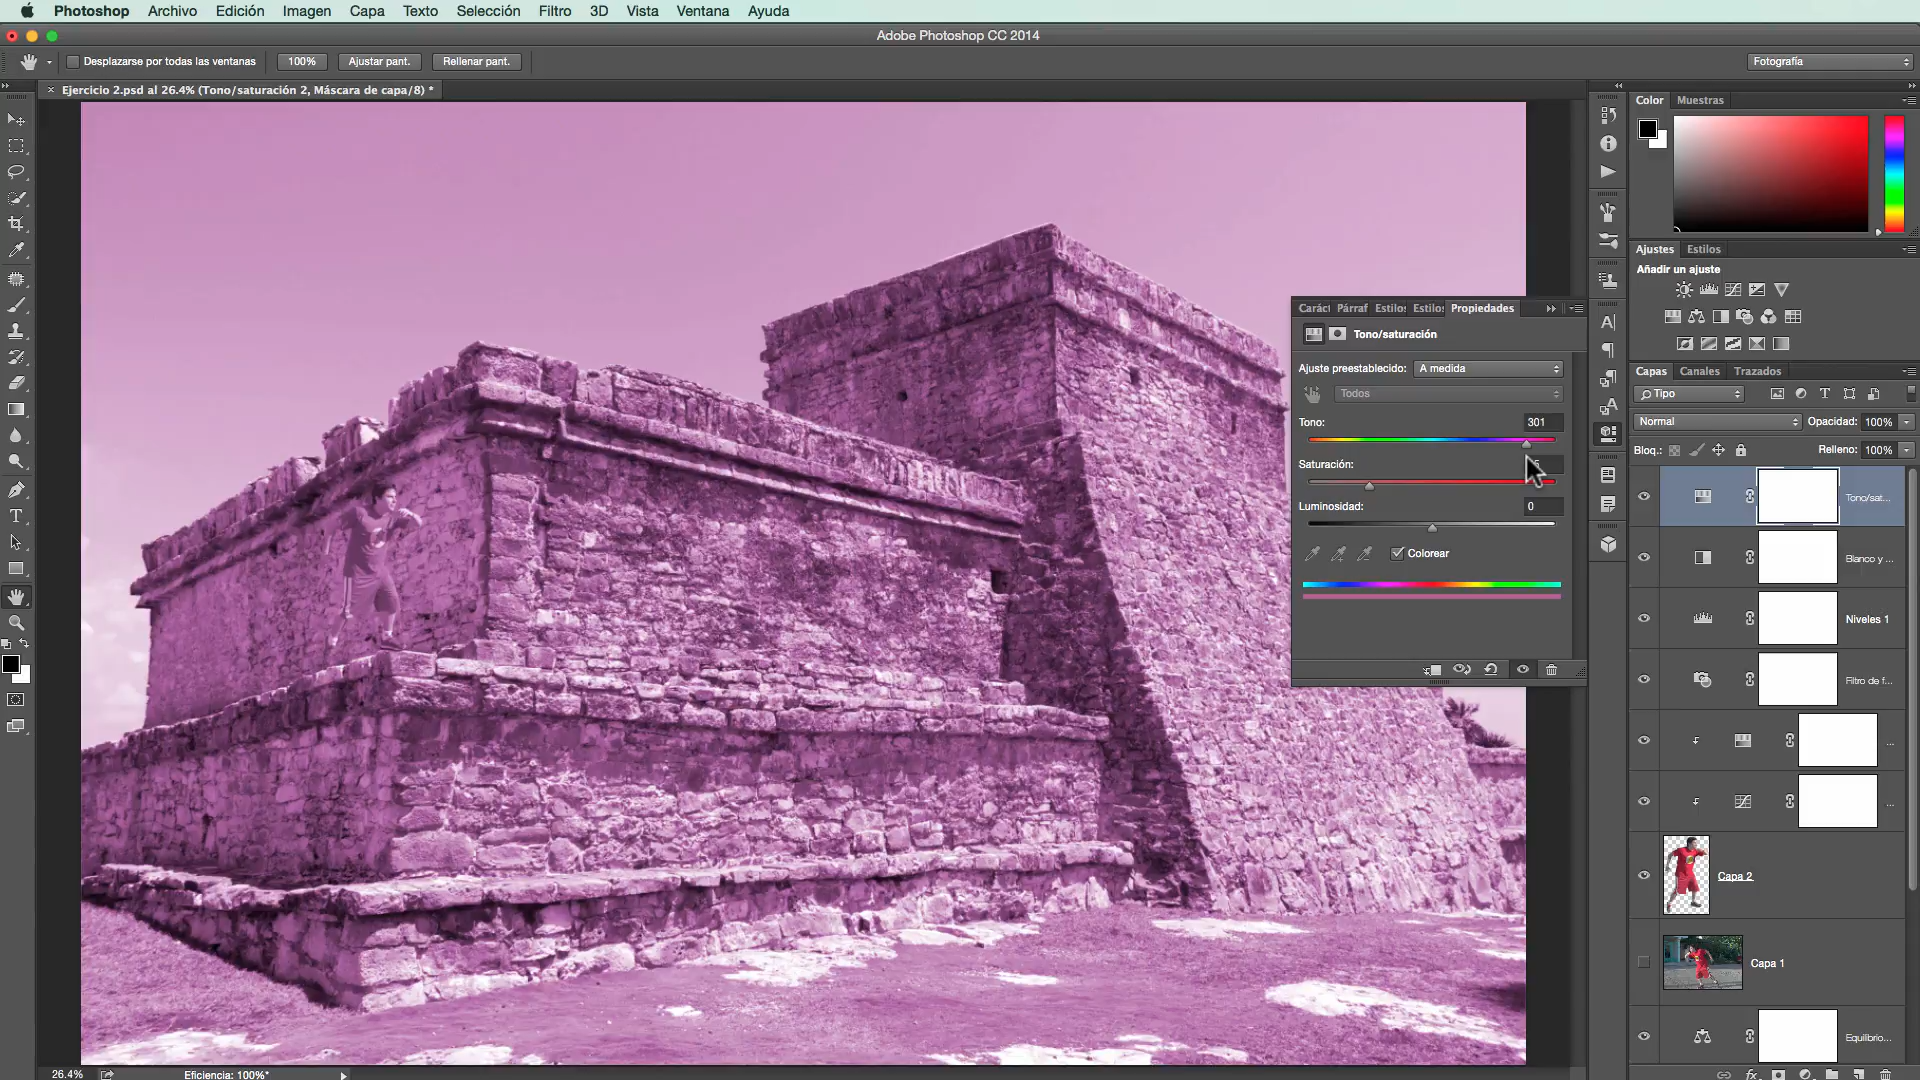 Photoshop Archivo Edición Imagen Capa Texto Selección Filtro 3D Vista Ventana Ayuda
Adobe Photoshop CC 2014
Desplazarse por todas las ventanas 100% Ajustar pant. Rellenar pant. Fotografía
Ejercicio 2.psd al 26.4% (Tono/saturación 2, Máscara de capa/8) *
Color Muestras
Ajustes Estilos
Añadir un ajuste
Carác Párraf Estilos Estilos Propiedades
Tono/saturación
Ajuste preestablecido: A medida
Todos
Tono: 301
Saturación:
Luminosidad: 0
Colorear
Capas Canales Trazados
Tipo
Normal Opacidad: 100%
Bloq.: Relleno: 100%
Tono/sat...
Blanco y ...
Niveles 1
Filtro de f...
...
...
Capa 2
Capa 1
Equilibrio...
26.4% Eficiencia: 100%*